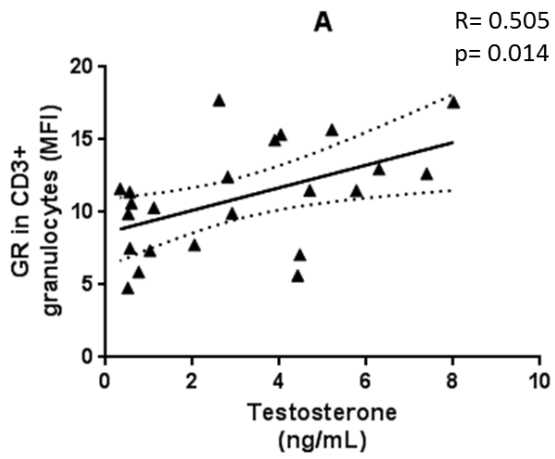 A
R= 0.505
p= 0.014
GR in CD3+
granulocytes (MFI)
20
15
10
5
0
0 2 4 6 8 10
Testosterone
(ng/mL)